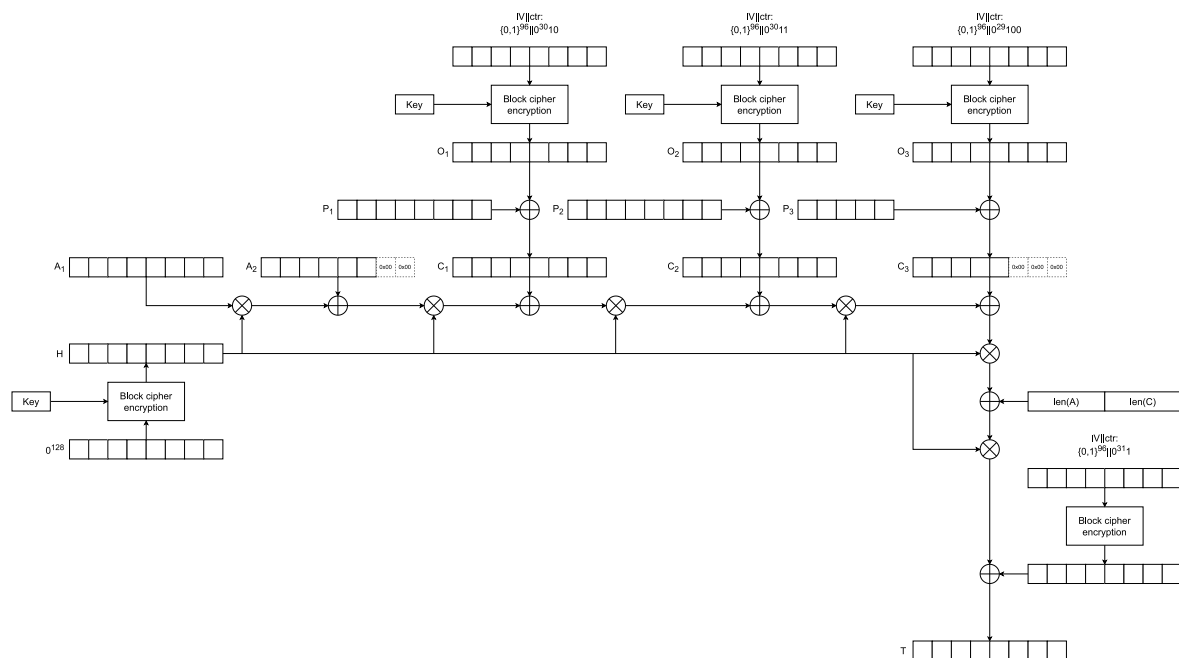 IV||ctr:
{0,1}⁹⁶||0³⁰10
IV||ctr:
{0,1}⁹⁶||0³⁰11
IV||ctr:
{0,1}⁹⁶||0²⁹100
Key
Block cipher
encryption
Key
Block cipher
encryption
Key
Block cipher
encryption
O₁
O₂
O₃
P₁
P₂
P₃
A₁
A₂
0x00 0x00
C₁
C₂
C₃
0x00 0x00 0x00
H
Key
Block cipher
encryption
len(A) len(C)
0¹²⁸
IV||ctr:
{0,1}⁹⁶||0³¹1
Block cipher
encryption
T